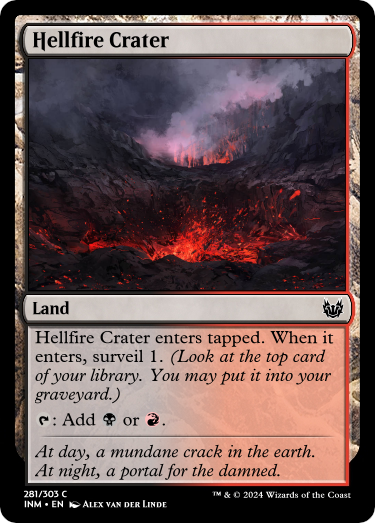 Hellfire Crater
Land
Hellfire Crater enters tapped. When it
enters, surveil 1. (Look at the top card
of your library. You may put it into your
graveyard.)
: Add or .
At day, a mundane crack in the earth.
At night, a portal for the damned.
281/303 C
INM • EN Alex van der Linde
™ & © 2024 Wizards of the Coast